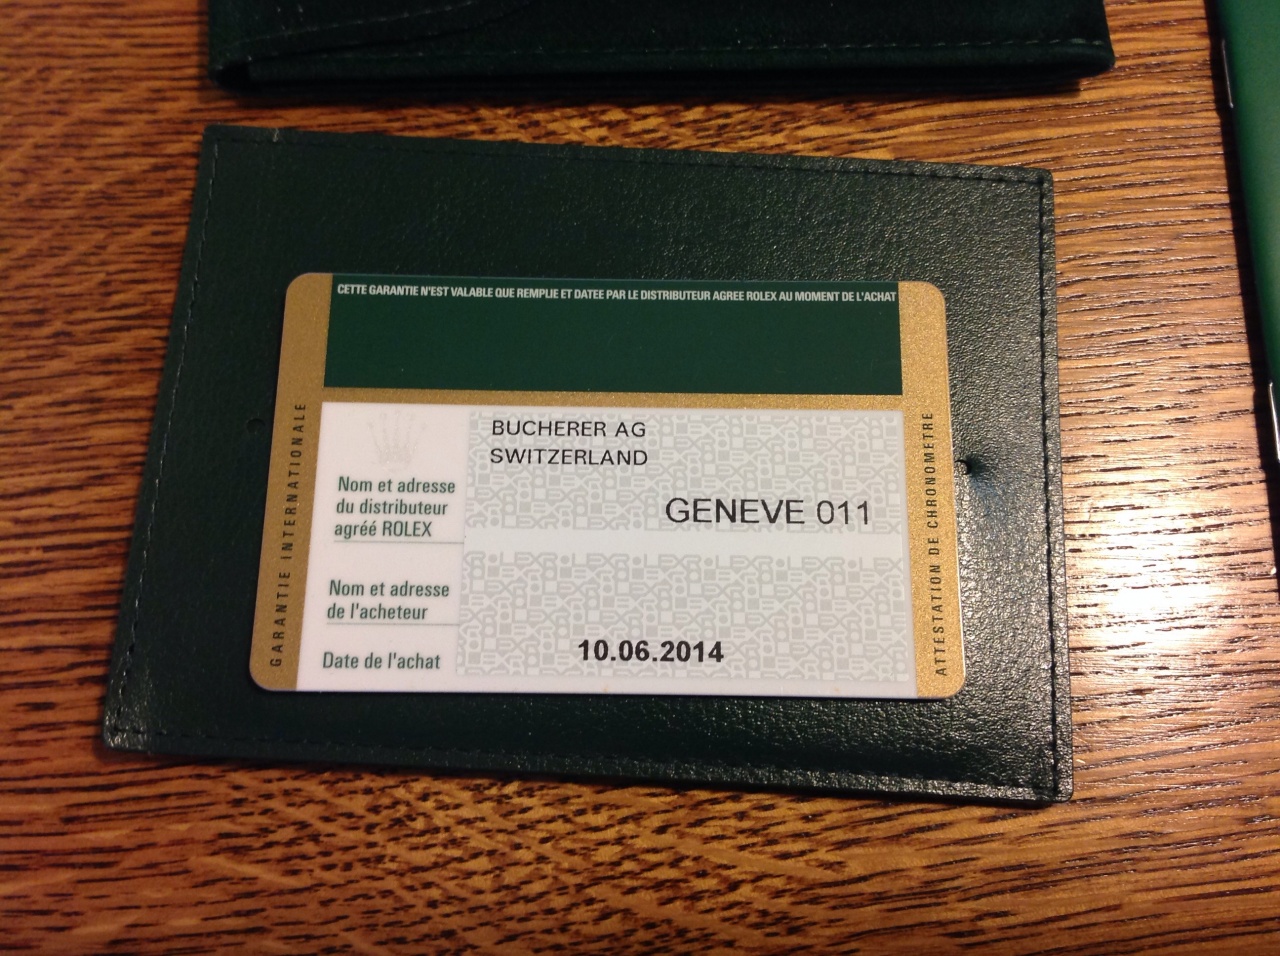 CETTE GARANTIE N'EST VALABLE QUE REMPLIE ET DATEE PAR LE DISTRIBUTEUR AGREE ROLEX AU MOMENT DE L'ACHAT
GARANTIE INTERNATIONALE
BUCHERER AG
SWITZERLAND
Nom et adresse
du distributeur
agréé ROLEX
GENEVE 011
Nom et adresse
de l'acheteur
Date de l'achat
10.06.2014
ATTESTATION DE CHRONOMETRE